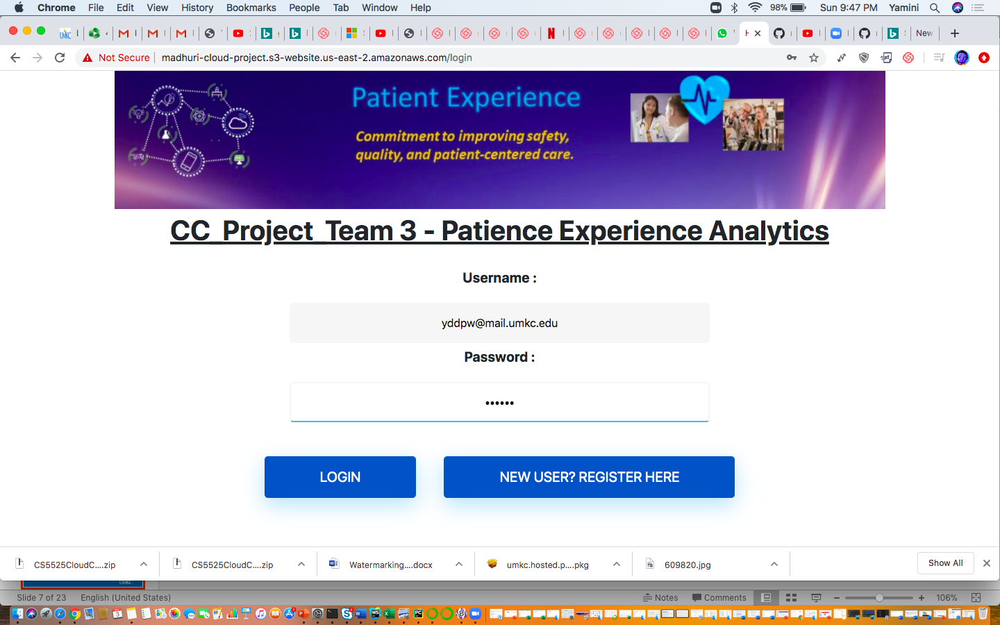 Chrome File Edit View History Bookmarks People Tab Window Help 98% Sun 9:47 PM Yamini
New
Not Secure madhuri-cloud-project.s3-website.us-east-2.amazonaws.com/login
Patient Experience
Commitment to improving safety,
quality, and patient-centered care.
CC_Project_Team 3 - Patience Experience Analytics
Username :
yddpw@mail.umkc.edu
Password :
••••••
LOGIN NEW USER? REGISTER HERE
CS5525CloudC....zip CS5525CloudC....zip Watermarking....docx umkc.hosted.p....pkg 609820.jpg Show All
UMKC
Slide 7 of 23 English (United States) Notes Comments 106%